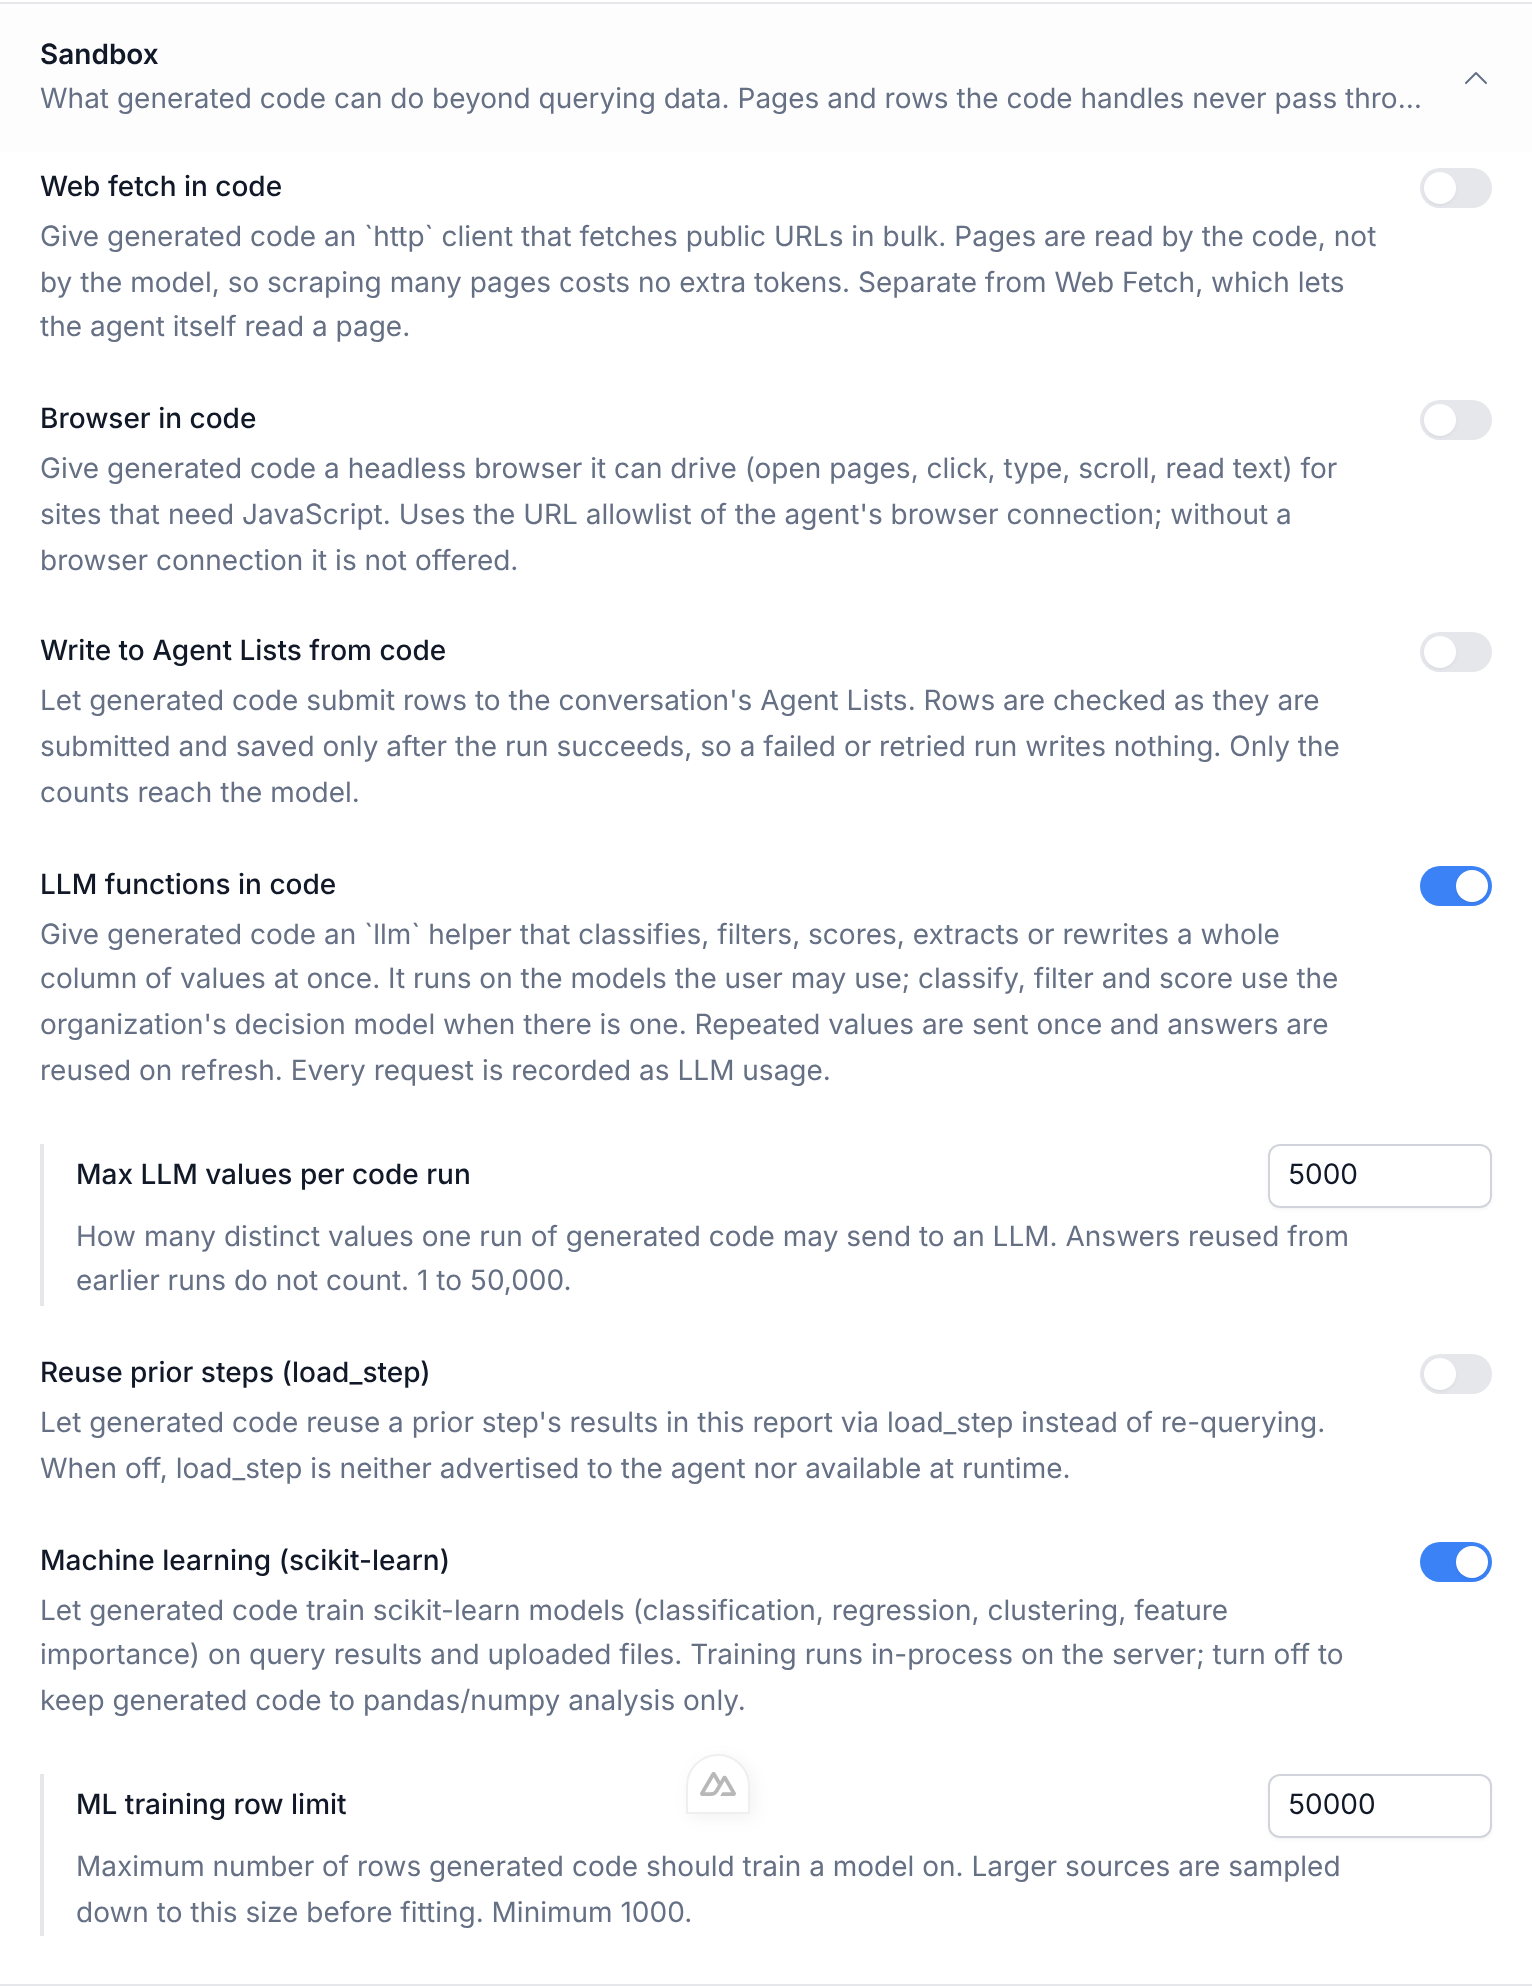 Sandbox
What generated code can do beyond querying data. Pages and rows the code handles never pass thro...
Web fetch in code
Give generated code an `http` client that fetches public URLs in bulk. Pages are read by the code, not
by the model, so scraping many pages costs no extra tokens. Separate from Web Fetch, which lets
the agent itself read a page.
Browser in code
Give generated code a headless browser it can drive (open pages, click, type, scroll, read text) for
sites that need JavaScript. Uses the URL allowlist of the agent's browser connection; without a
browser connection it is not offered.
Write to Agent Lists from code
Let generated code submit rows to the conversation's Agent Lists. Rows are checked as they are
submitted and saved only after the run succeeds, so a failed or retried run writes nothing. Only the
counts reach the model.
LLM functions in code
Give generated code an `llm` helper that classifies, filters, scores, extracts or rewrites a whole
column of values at once. It runs on the models the user may use; classify, filter and score use the
organization's decision model when there is one. Repeated values are sent once and answers are
reused on refresh. Every request is recorded as LLM usage.
Max LLM values per code run
5000
How many distinct values one run of generated code may send to an LLM. Answers reused from
earlier runs do not count. 1 to 50,000.
Reuse prior steps (load_step)
Let generated code reuse a prior step's results in this report via load_step instead of re-querying.
When off, load_step is neither advertised to the agent nor available at runtime.
Machine learning (scikit-learn)
Let generated code train scikit-learn models (classification, regression, clustering, feature
importance) on query results and uploaded files. Training runs in-process on the server; turn off to
keep generated code to pandas/numpy analysis only.
ML training row limit
50000
Maximum number of rows generated code should train a model on. Larger sources are sampled
down to this size before fitting. Minimum 1000.